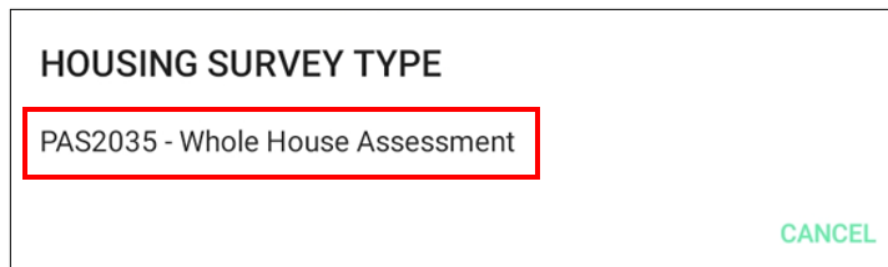 HOUSING SURVEY TYPE
PAS2035 - Whole House Assessment
CANCEL